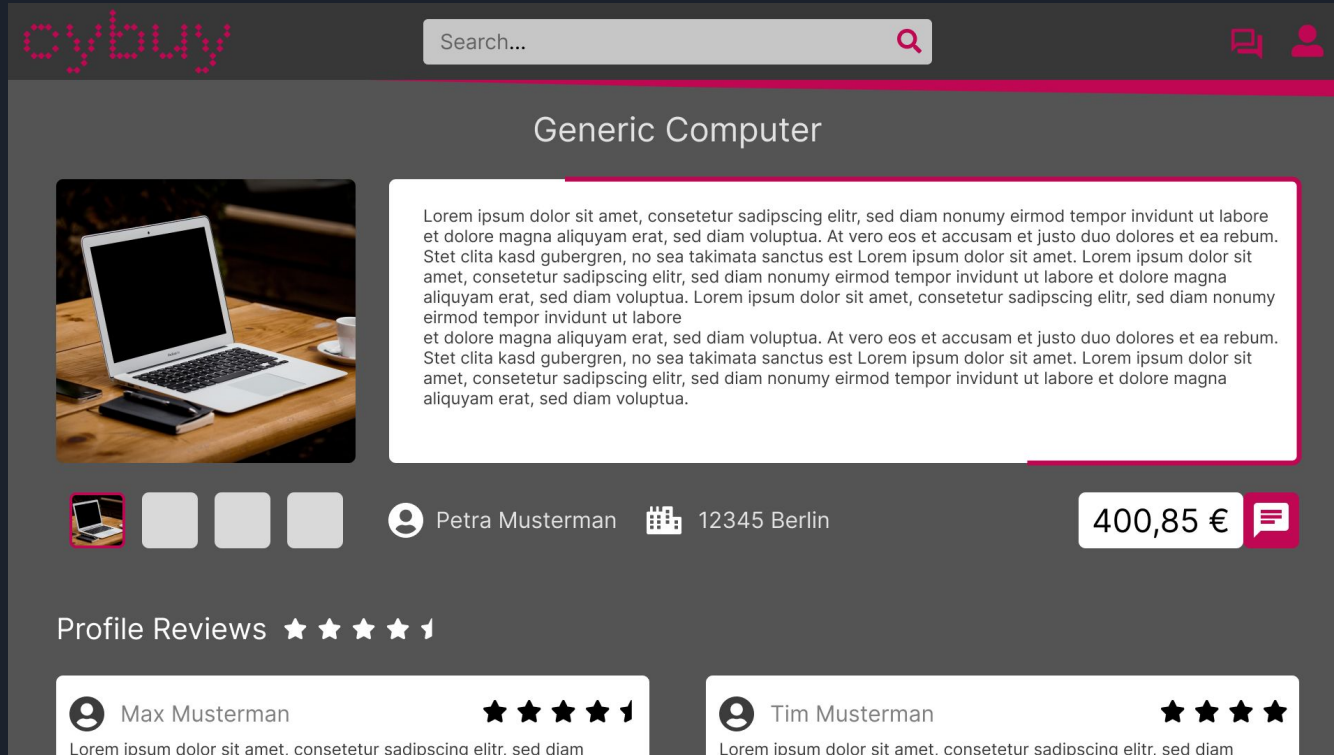 cybuy
Search...
Generic Computer
Lorem ipsum dolor sit amet, consetetur sadipscing elitr, sed diam nonumy eirmod tempor invidunt ut labore
et dolore magna aliquyam erat, sed diam voluptua. At vero eos et accusam et justo duo dolores et ea rebum.
Stet clita kasd gubergren, no sea takimata sanctus est Lorem ipsum dolor sit amet. Lorem ipsum dolor sit
amet, consetetur sadipscing elitr, sed diam nonumy eirmod tempor invidunt ut labore et dolore magna
aliquyam erat, sed diam voluptua. Lorem ipsum dolor sit amet, consetetur sadipscing elitr, sed diam nonumy
eirmod tempor invidunt ut labore
et dolore magna aliquyam erat, sed diam voluptua. At vero eos et accusam et justo duo dolores et ea rebum.
Stet clita kasd gubergren, no sea takimata sanctus est Lorem ipsum dolor sit amet. Lorem ipsum dolor sit
amet, consetetur sadipscing elitr, sed diam nonumy eirmod tempor invidunt ut labore et dolore magna
aliquyam erat, sed diam voluptua.
Petra Musterman
12345 Berlin
400,85 €
Profile Reviews
Max Musterman
Lorem ipsum dolor sit amet, consetetur sadipscing elitr, sed diam
Tim Musterman
Lorem ipsum dolor sit amet, consetetur sadipscing elitr, sed diam